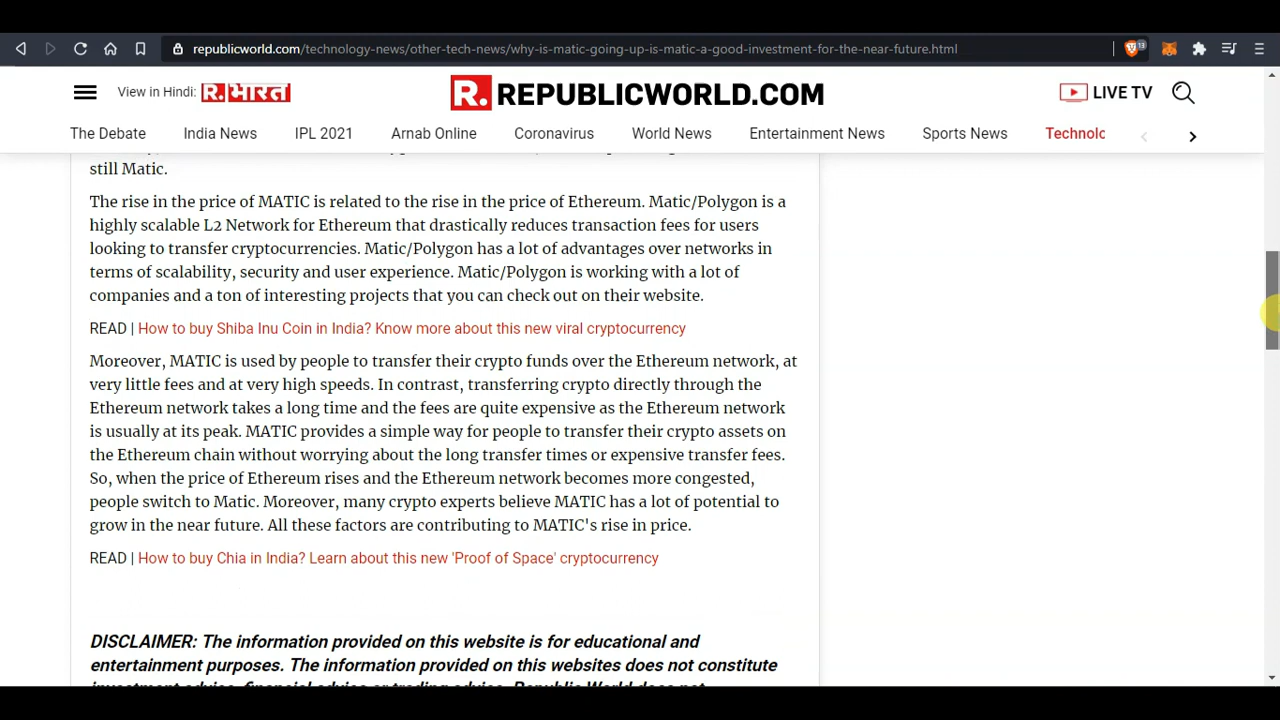 republicworld.com/technology-news/other-tech-news/why-is-matic-going-up-is-matic-a-good-investment-for-the-near-future.html
13
View in Hindi: R. भारत
R. REPUBLICWORLD.COM
LIVE TV
The Debate India News IPL 2021 Arnab Online Coronavirus World News Entertainment News Sports News Technolo
still Matic.
The rise in the price of MATIC is related to the rise in the price of Ethereum. Matic/Polygon is a
highly scalable L2 Network for Ethereum that drastically reduces transaction fees for users
looking to transfer cryptocurrencies. Matic/Polygon has a lot of advantages over networks in
terms of scalability, security and user experience. Matic/Polygon is working with a lot of
companies and a ton of interesting projects that you can check out on their website.
READ | How to buy Shiba Inu Coin in India? Know more about this new viral cryptocurrency
Moreover, MATIC is used by people to transfer their crypto funds over the Ethereum network, at
very little fees and at very high speeds. In contrast, transferring crypto directly through the
Ethereum network takes a long time and the fees are quite expensive as the Ethereum network
is usually at its peak. MATIC provides a simple way for people to transfer their crypto assets on
the Ethereum chain without worrying about the long transfer times or expensive transfer fees.
So, when the price of Ethereum rises and the Ethereum network becomes more congested,
people switch to Matic. Moreover, many crypto experts believe MATIC has a lot of potential to
grow in the near future. All these factors are contributing to MATIC's rise in price.
READ | How to buy Chia in India? Learn about this new 'Proof of Space' cryptocurrency
DISCLAIMER: The information provided on this website is for educational and
entertainment purposes. The information provided on this websites does not constitute
investment advice, financial advice or trading advice. Republic World does not